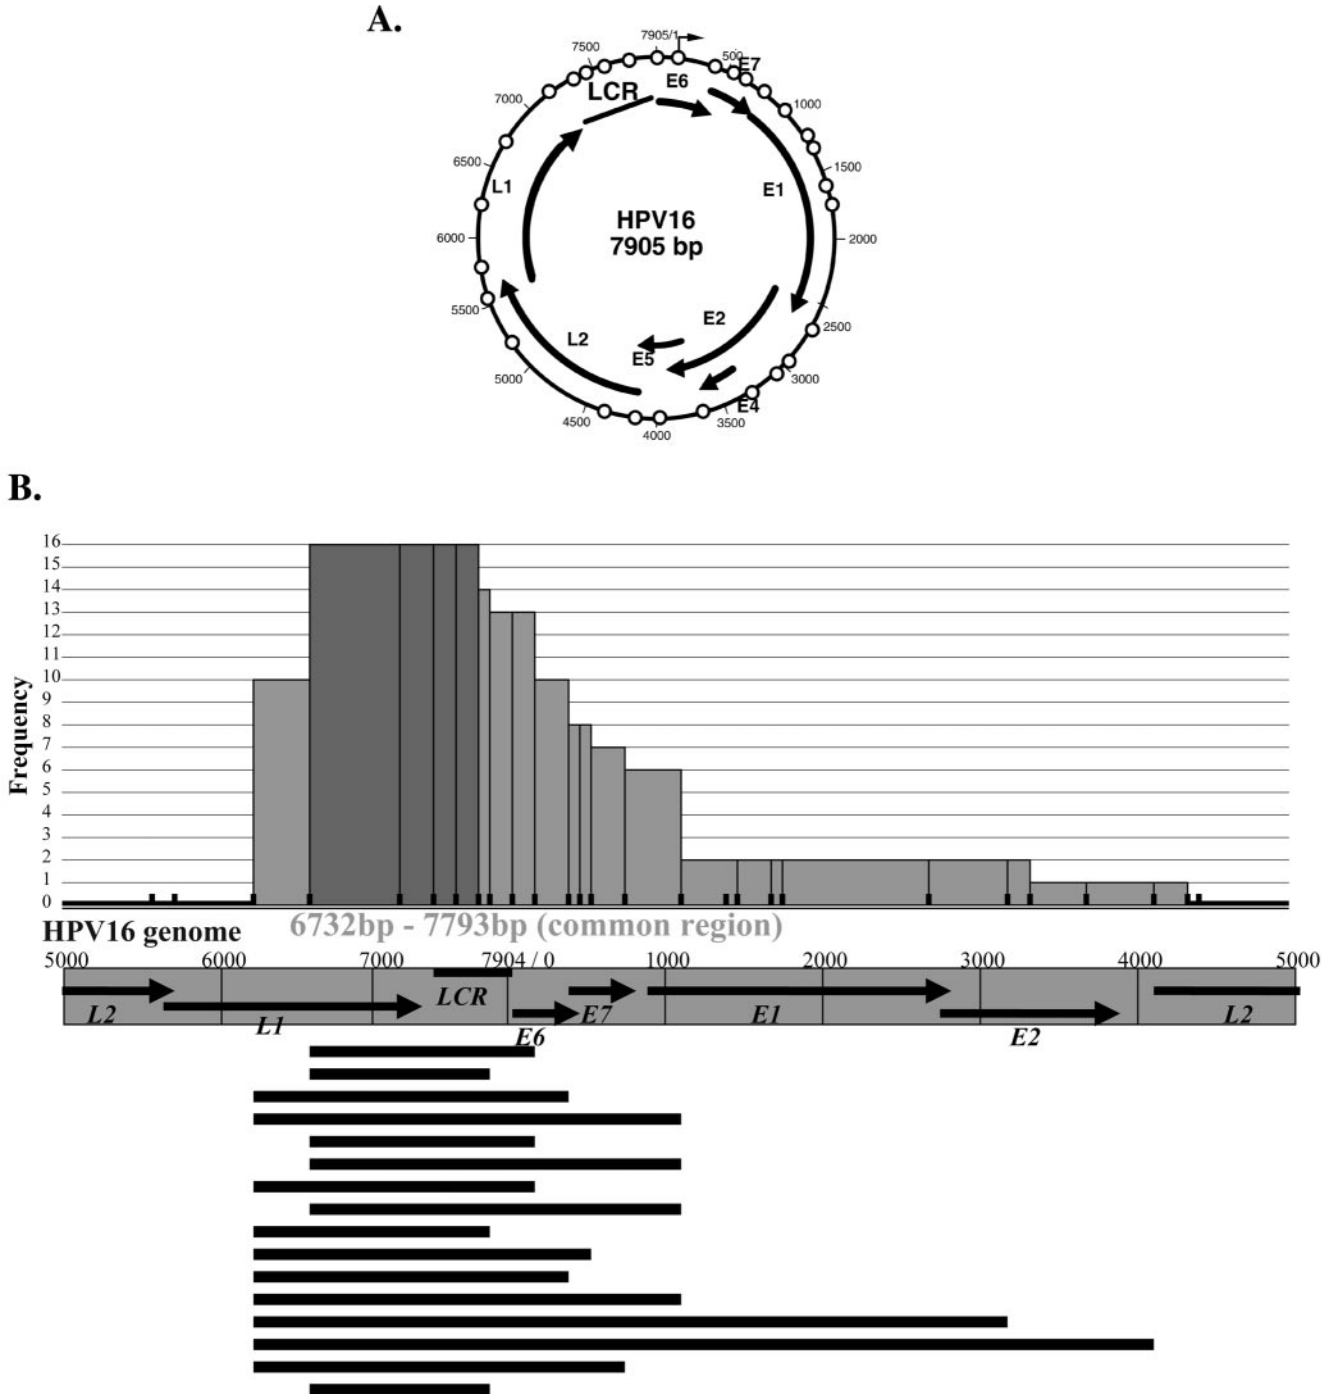 A.
7905/1
500
E7
7500
E6
LCR
7000
1000
6500
1500
L1
E1
HPV16
7905 bp
6000
2000
E2
5500
L2
2500
E5
5000
3000
E4
4500
3500
4000
B.
16
15
14
13
12
11
10
9
8
7
6
5
4
3
2
1
0
Frequency
6732bp - 7793bp (common region)
HPV16 genome
5000 6000 7000 7904 / 0 1000 2000 3000 4000 5000
L2 L1 LCR E6 E7 E1 E2 L2